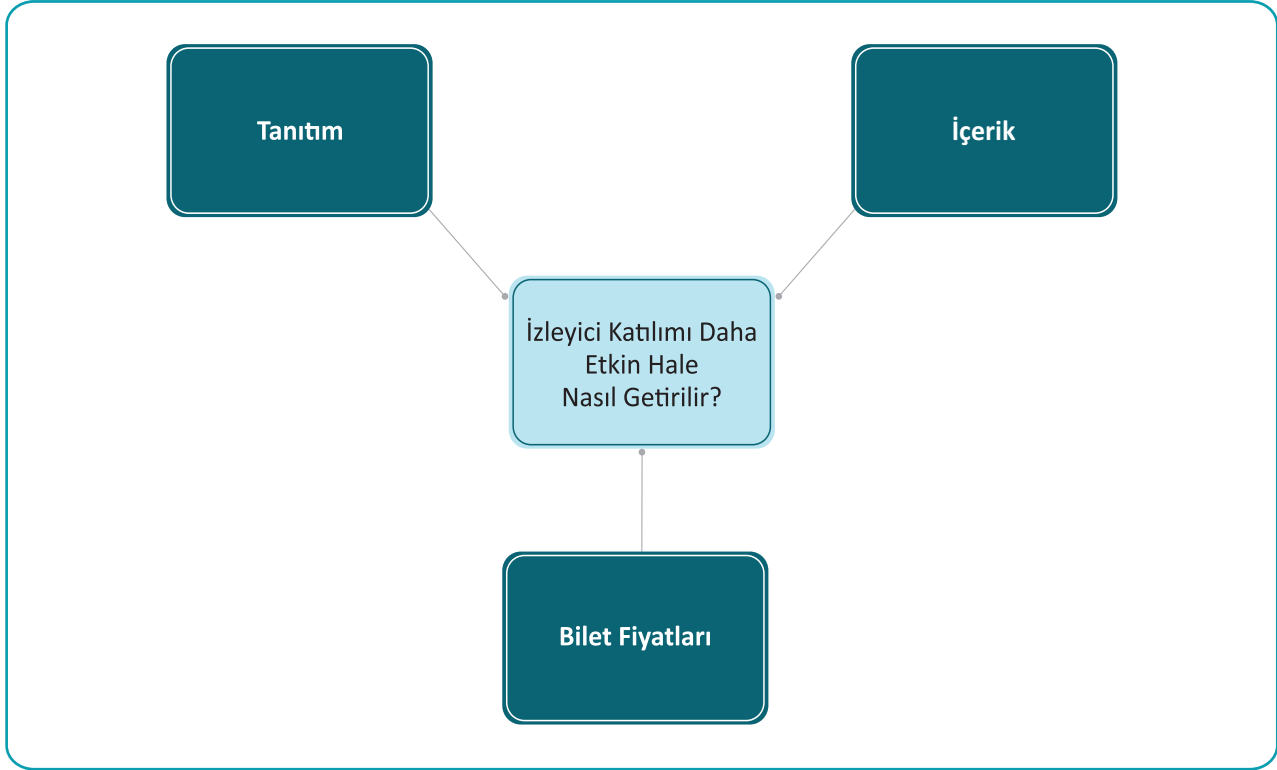 Tanıtım
İçerik
İzleyici Katılımı Daha
Etkin Hale
Nasıl Getirilir?
Bilet Fiyatları